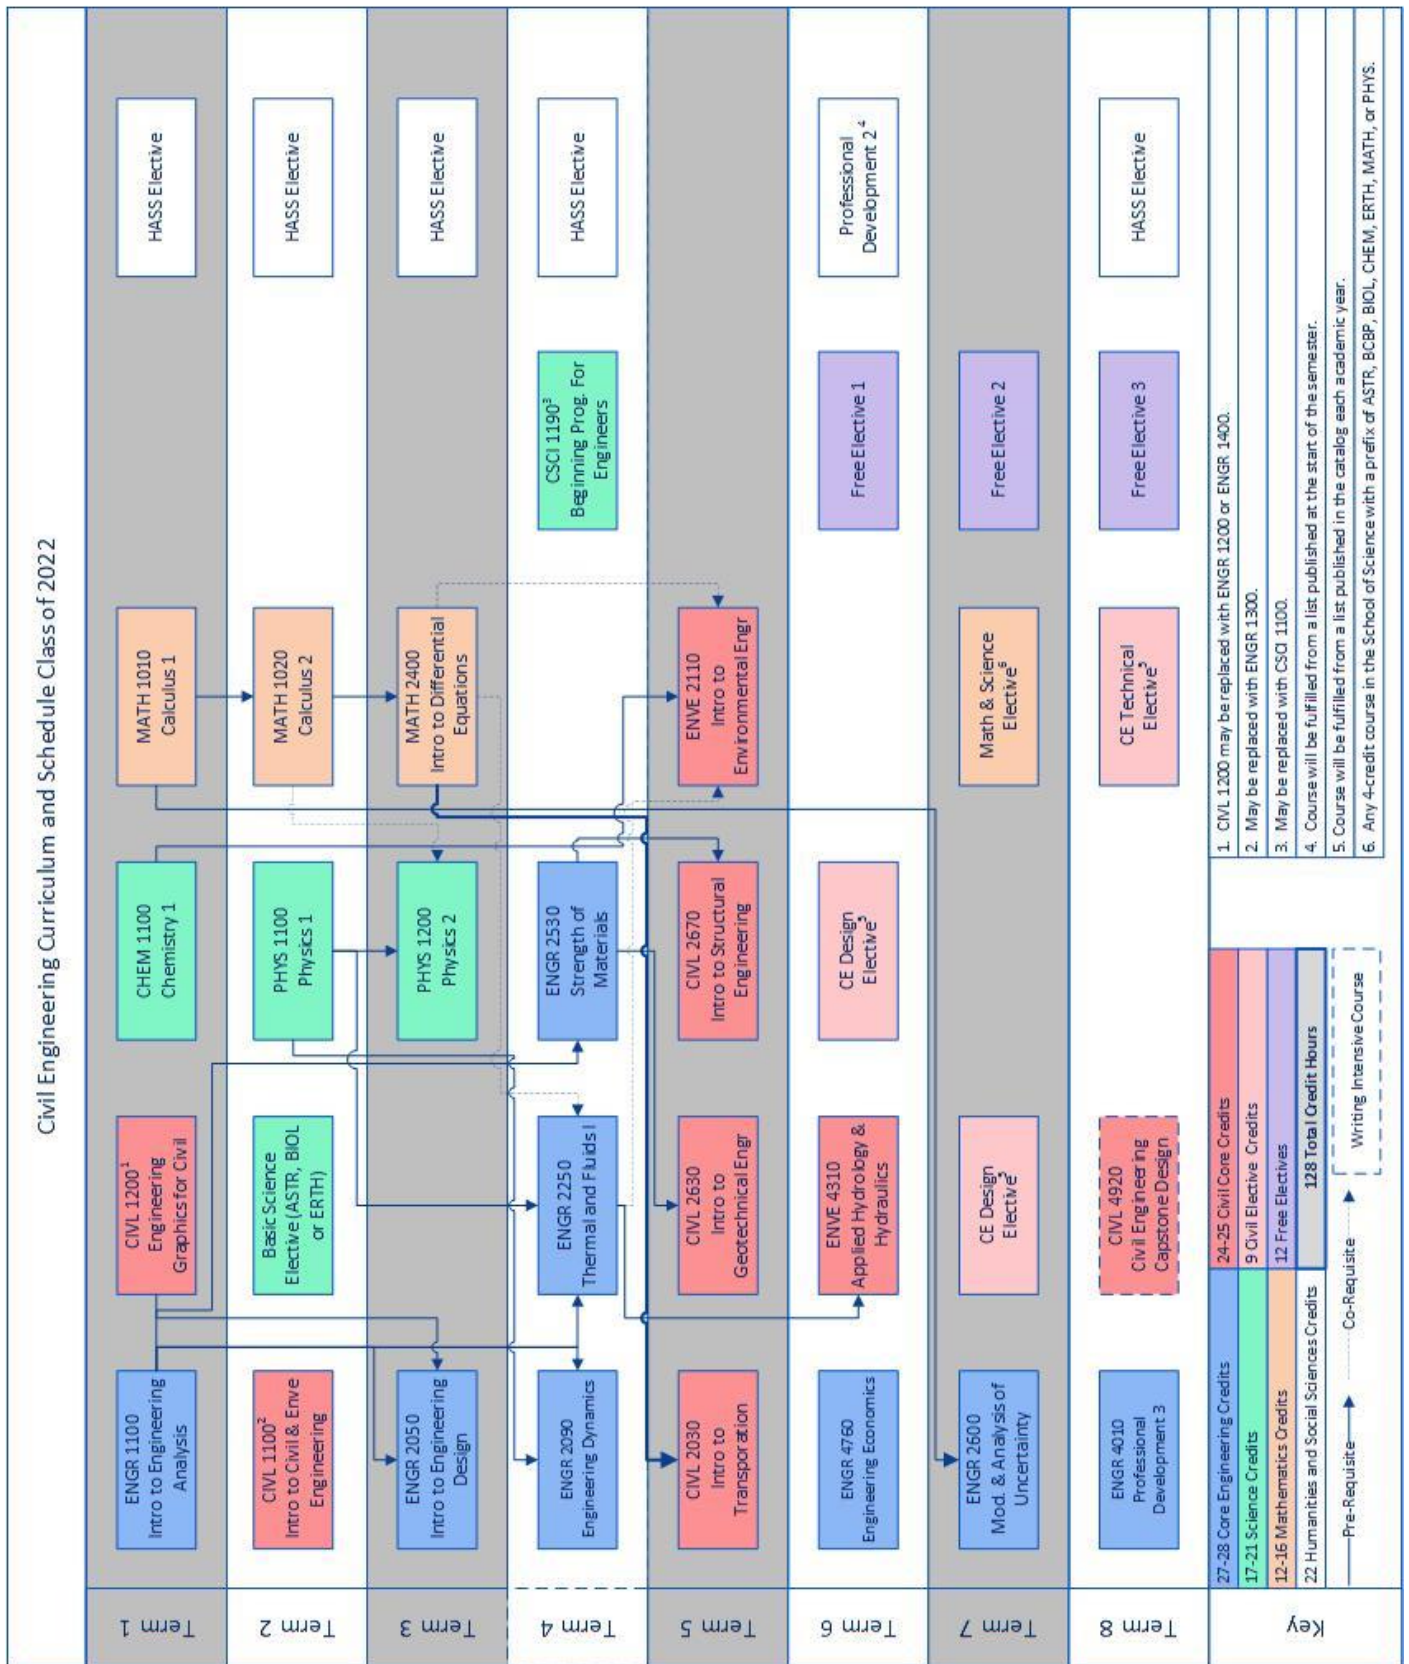 Civil Engineering Curriculum and Schedule Class of 2022
Term 1
ENGR 1100
Intro to Engineering
Analysis
CIVL 1200¹
Engineering
Graphics for Civil
CHEM 1100
Chemistry 1
MATH 1010
Calculus 1
HASS Elective
Term 2
CIVL 1100²
Intro to Civil & Enve
Engineering
Basic Science
Elective (ASTR, BIOL
or ERTH)
PHYS 1100
Physics 1
MATH 1020
Calculus 2
HASS Elective
Term 3
ENGR 2050
Intro to Engineering
Design
PHYS 1200
Physics 2
MATH 2400
Intro to Differential
Equations
HASS Elective
Term 4
ENGR 2090
Engineering Dynamics
ENGR 2250
Thermal and Fluids I
ENGR 2530
Strength of
Materials
CSCI 1190³
Beginning Prog. For
Engineers
HASS Elective
Term 5
CIVL 2030
Intro to
Transporation
CIVL 2630
Intro to
Geotechnical Engr
CIVL 2670
Intro to Structural
Engineering
ENVE 2110
Intro to
Environmental Engr
Term 6
ENGR 4760
Engineering Economics
ENVE 4310
Applied Hydrology &
Hydraulics
CE Design
Elective⁵
Free Elective 1
Professional
Development 2 ⁴
Term 7
ENGR 2600
Mod. & Analysis of
Uncertainty
CE Design
Elective⁵
Math & Science
Elective⁶
Free Elective 2
Term 8
ENGR 4010
Professional
Development 3
CIVL 4920
Civil Engineering
Capstone Design
CE Technical
Elective⁵
Free Elective 3
HASS Elective
Key
27-28 Core Engineering Credits
24-25 Civil Core Credits
17-21 Science Credits
9 Civil Elective Credits
12-16 Mathematics Credits
12 Free Electives
22 Humanities and Social Sciences Credits
128 Total Credit Hours
Pre-Requisite
Co-Requisite
Writing Intensive Course
1. CIVL 1200 may be replaced with ENGR 1200 or ENGR 1400.
2. May be replaced with ENGR 1300.
3. May be replaced with CSCI 1100.
4. Course will be fulfilled from a list published at the start of the semester.
5. Course will be fulfilled from a list published in the catalog each academic year.
6. Any 4-credit course in the School of Science with a prefix of ASTR, BCBP, BIOL, CHEM, ERTH, MATH, or PHYS.